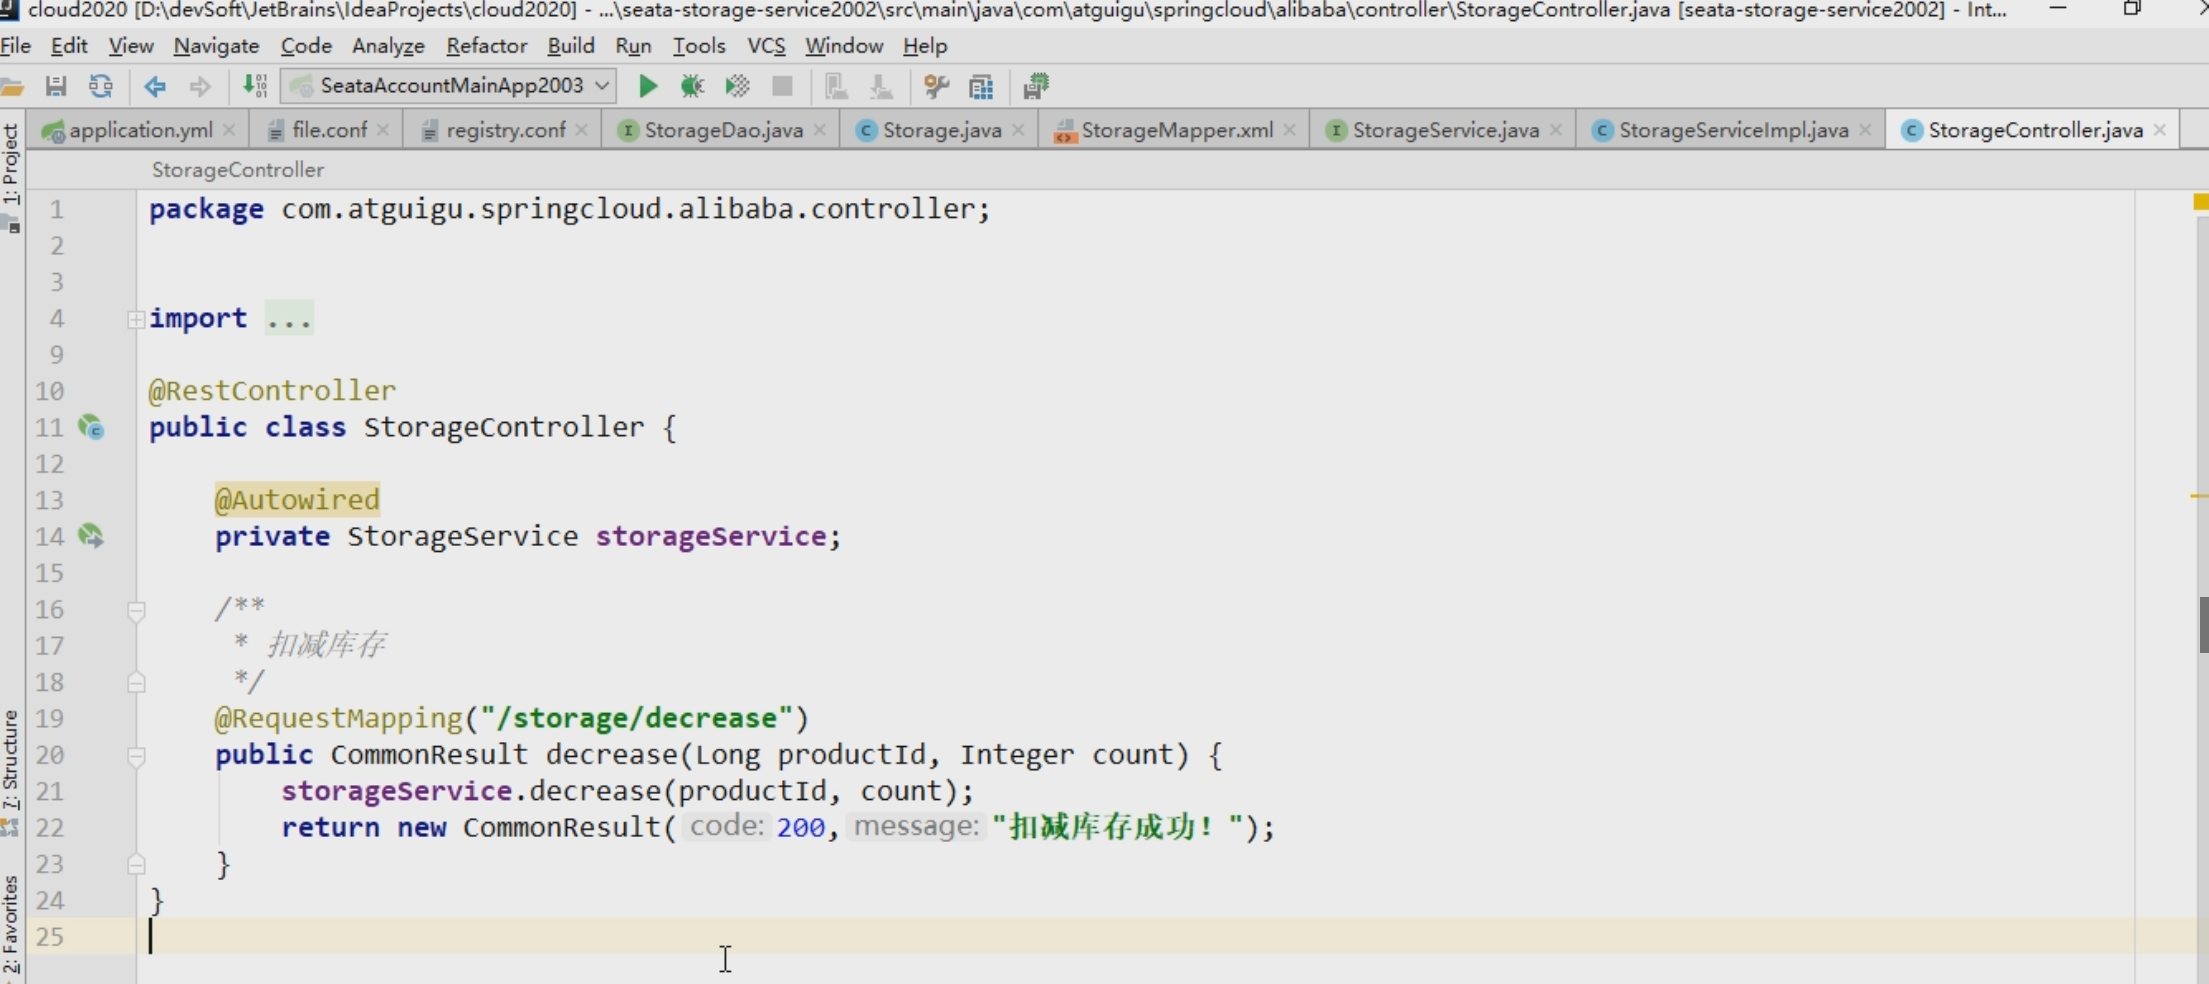 cloud2020 [D:\devSoft\JetBrains\IdeaProjects\cloud2020] - ...\seata-storage-service2002\src\main\java\com\atguigu\springcloud\alibaba\controller\StorageController.java [seata-storage-service2002] - Int...
File Edit View Navigate Code Analyze Refactor Build Run Tools VCS Window Help
SeataAccountMainApp2003
application.yml file.conf registry.conf StorageDao.java Storage.java StorageMapper.xml StorageService.java StorageServiceImpl.java StorageController.java
StorageController
1: Project
7: Structure
2: Favorites
1 package com.atguigu.springcloud.alibaba.controller;
2
3
4 import ...
9
10 @RestController
11 public class StorageController {
12
13 @Autowired
14 private StorageService storageService;
15
16 /**
17 * 扣减库存
18 */
19 @RequestMapping("/storage/decrease")
20 public CommonResult decrease(Long productId, Integer count) {
21 storageService.decrease(productId, count);
22 return new CommonResult( code: 200, message: "扣减库存成功！");
23 }
24 }
25